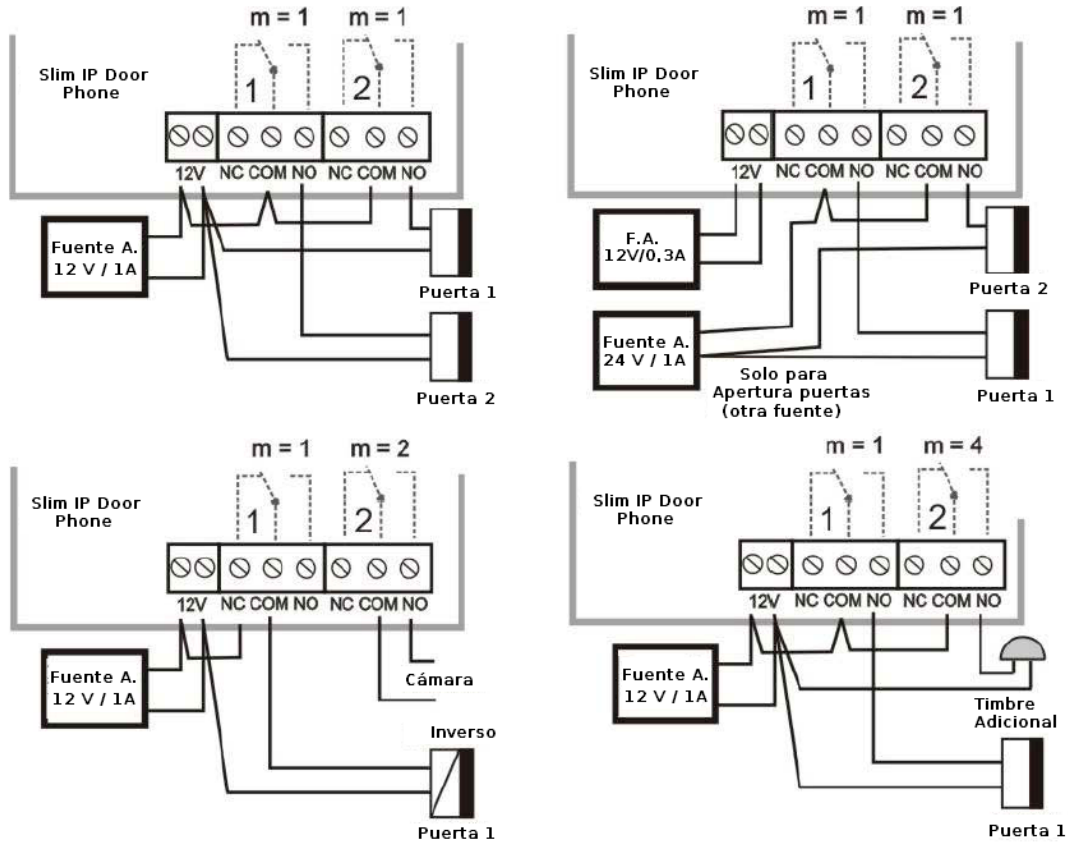 m = 1
m = 1
Slim IP Door
Phone
1
2
12V NC COM NO NC COM NO
Fuente A.
12 V / 1A
Puerta 1
Puerta 2
m = 1
m = 1
Slim IP Door
Phone
1
2
12V NC COM NO NC COM NO
F.A.
12V/0,3A
Puerta 2
Fuente A.
24 V / 1A
Solo para
Apertura puertas
(otra fuente)
Puerta 1
m = 1
m = 2
Slim IP Door
Phone
1
2
12V NC COM NO NC COM NO
Fuente A.
12 V / 1A
Cámara
Inverso
Puerta 1
m = 1
m = 4
Slim IP Door
Phone
1
2
12V NC COM NO NC COM NO
Fuente A.
12 V / 1A
Timbre
Adicional
Puerta 1